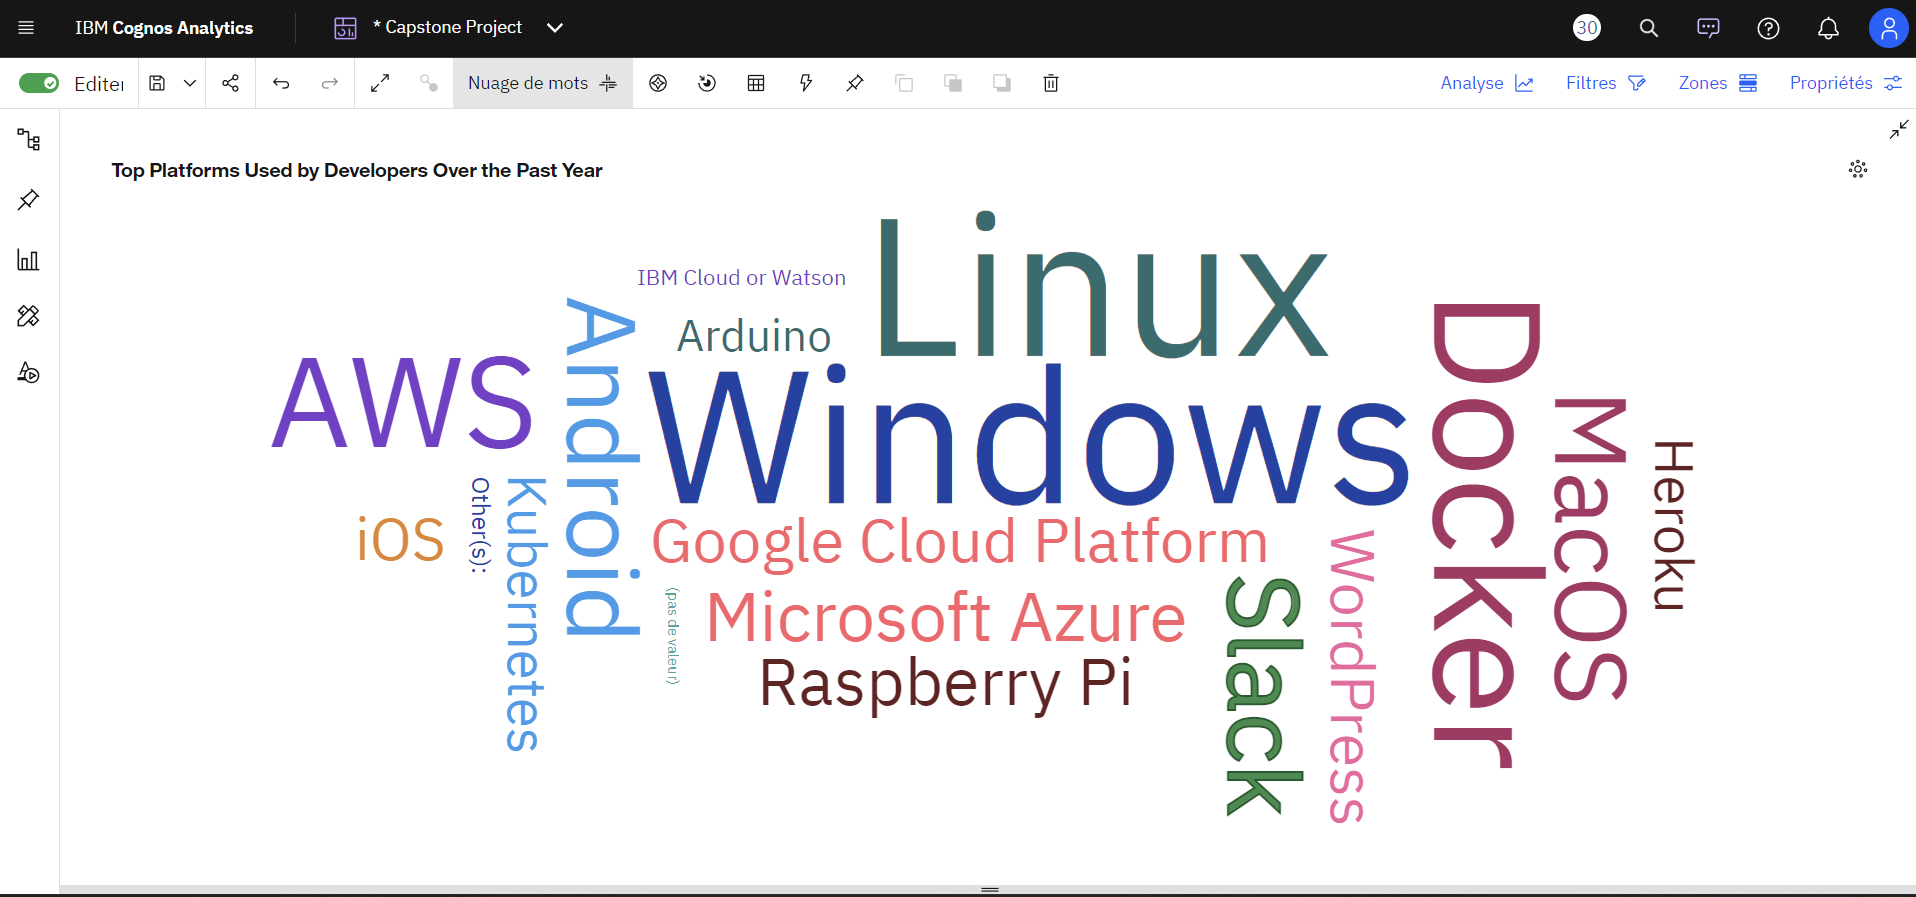 IBM Cognos Analytics
* Capstone Project
30
Editer
Nuage de mots
Analyse
Filtres
Zones
Propriétés
Top Platforms Used by Developers Over the Past Year
Linux
IBM Cloud or Watson
Arduino
Android
AWS
Windows
Docker
MacOS
Heroku
Other(s):
Kubernetes
iOS
Google Cloud Platform
WordPress
Slack
(pas de valeur)
Microsoft Azure
Raspberry Pi